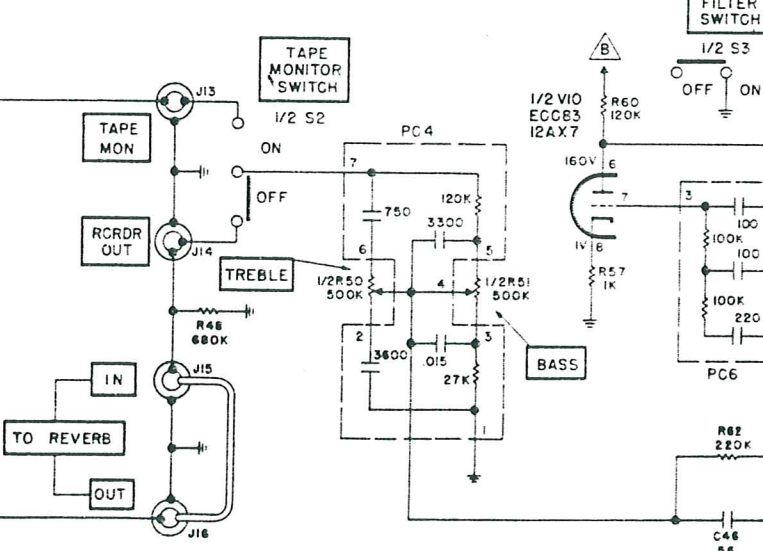 FILTER
SWITCH
1/2 S3
OFF
ON
TAPE
MONITOR
SWITCH
1/2 S2
J13
TAPE
MON
ON
OFF
RCRDR
OUT
J14
R46
680K
J15
IN
TO REVERB
OUT
J16
PC4
7
750
120K
3300
6
5
TREBLE
1/2R50
500K
4
1/2R51
500K
2
3
3600
.015
27K
1
BASS
B
1/2 V10
ECC83
12AX7
R60
120K
160V
6
7
1V
8
R57
1K
3
100
100K
100
100K
220
PC6
R62
220K
C46
56